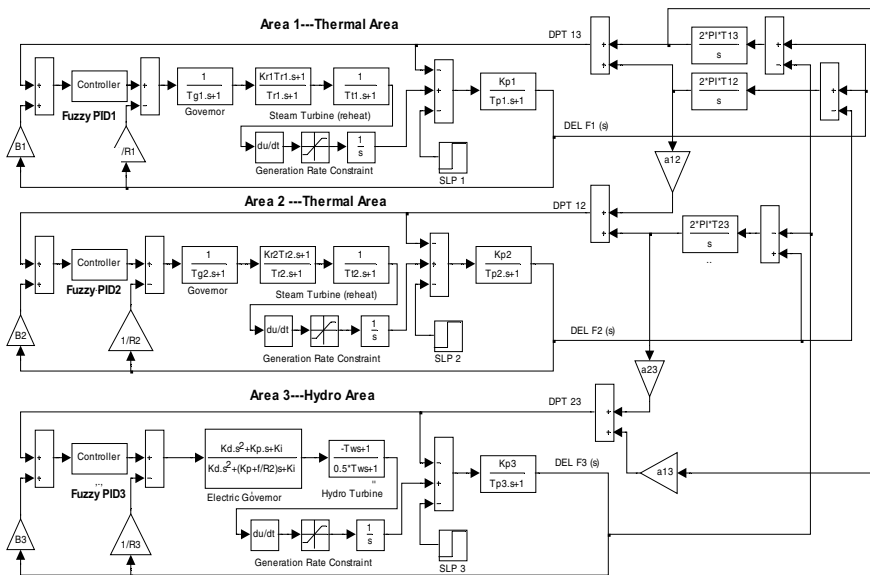 Area 1---Thermal Area
DPT 13
2*PI*T13
s
2*PI*T12
s
Controller
Fuzzy PID1
1
Tg1.s+1
Governor
Kr1Tr1.s+1
Tr1.s+1
1
Tt1.s+1
Steam Turbine (reheat)
Kp1
Tp1.s+1
DEL F1 (s)
B1
/R1
du/dt
1
s
Generation Rate Constraint
SLP 1
a12
Area 2 ---Thermal Area
DPT 12
2*PI*T23
s
..
Controller
Fuzzy PID2
1
Tg2.s+1
Governor
Kr2Tr2.s+1
Tr2.s+1
1
Tt2.s+1
Steam Turbine (reheat)
Kp2
Tp2.s+1
DEL F2 (s)
B2
1/R2
du/dt
1
s
Generation Rate Constraint
SLP 2
a23
Area 3---Hydro Area
DPT 23
Controller
Fuzzy PID3
Kd.s²+Kp.s+Ki
Kd.s²+(Kp+f/R2)s+Ki
Electric Governor
-Tws+1
0.5*Tws+1
Hydro Turbine
Kp3
Tp3.s+1
DEL F3 (s)
a13
B3
1/R3
du/dt
1
s
Generation Rate Constraint
SLP 3